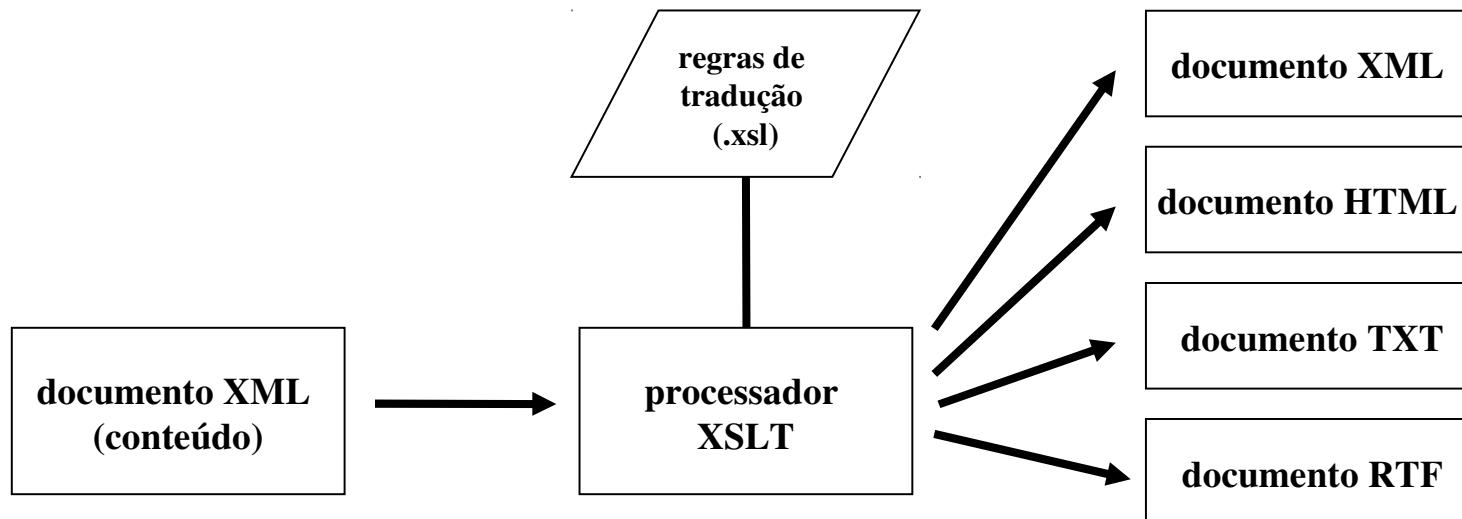 regras de
tradução
(.xsl)
documento XML
(conteúdo)
processador
XSLT
documento XML
documento HTML
documento TXT
documento RTF